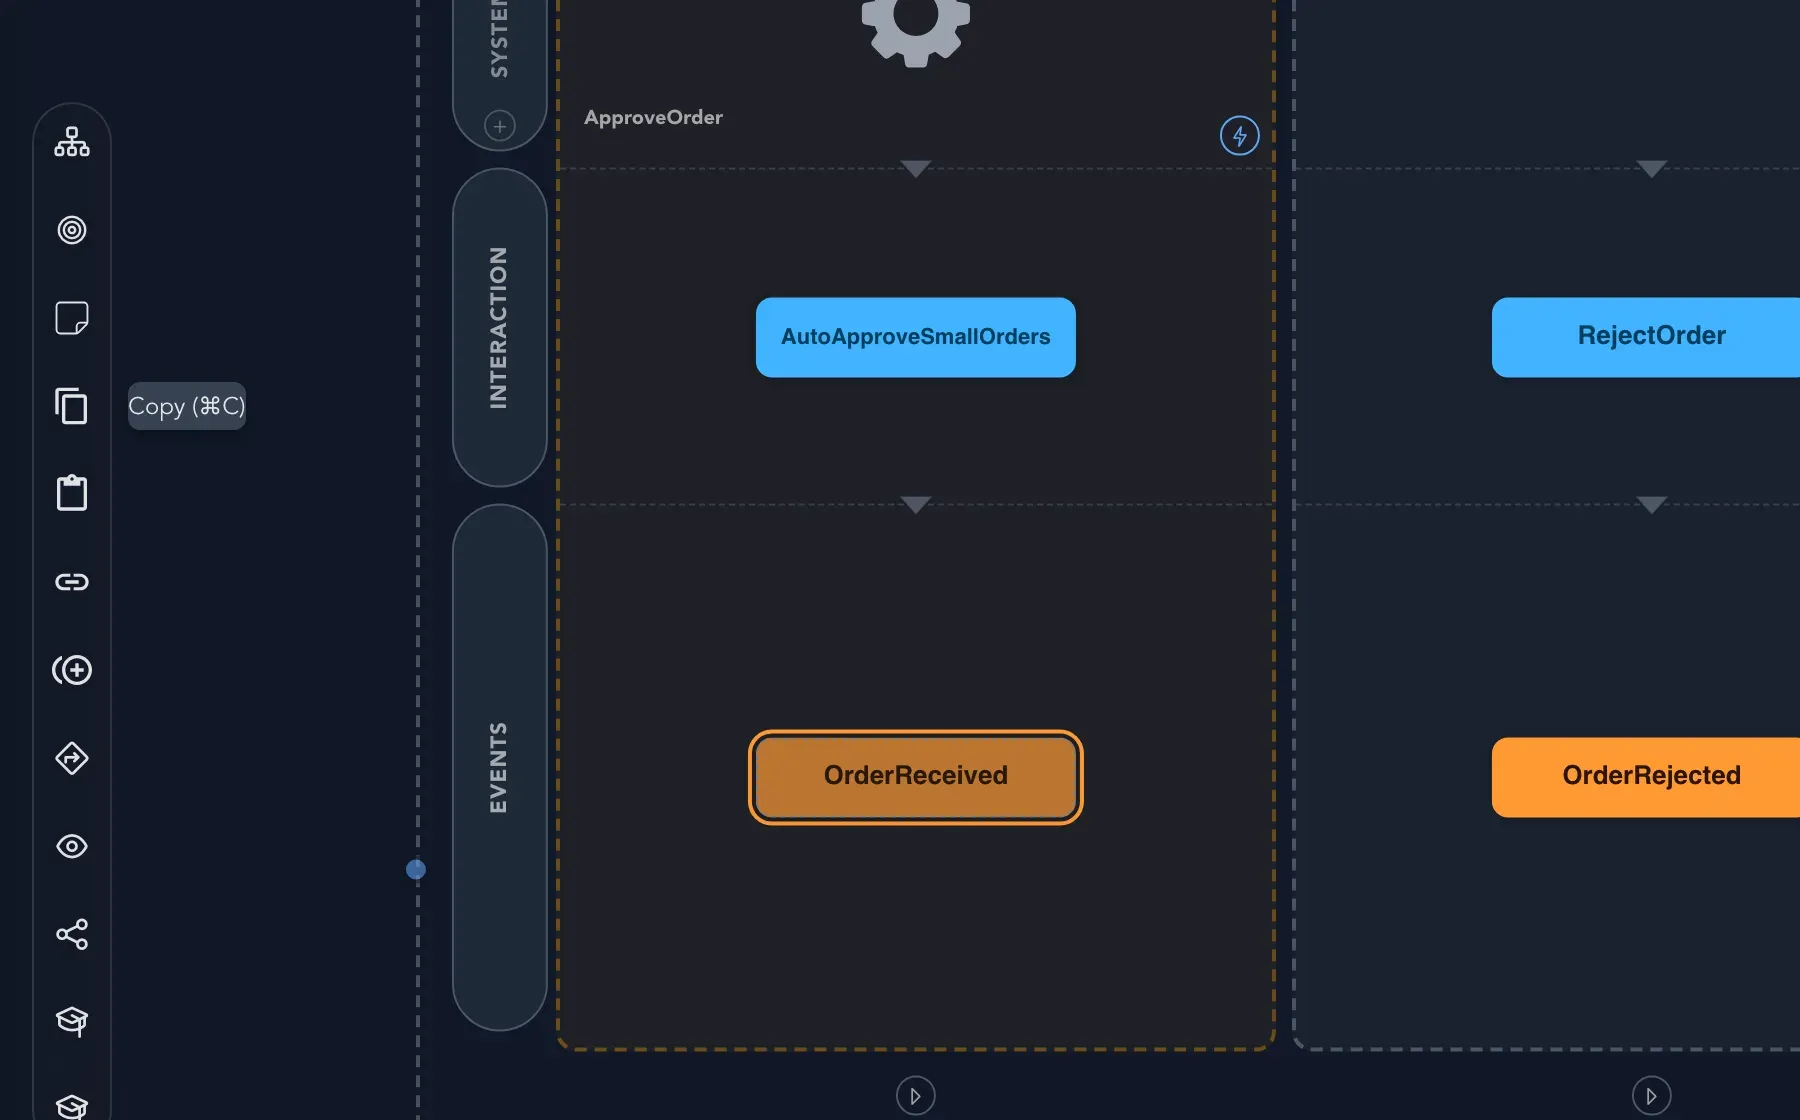 SYSTEM
ApproveOrder
INTERACTION
AutoApproveSmallOrders
RejectOrder
Copy (⌘C)
EVENTS
OrderReceived
OrderRejected